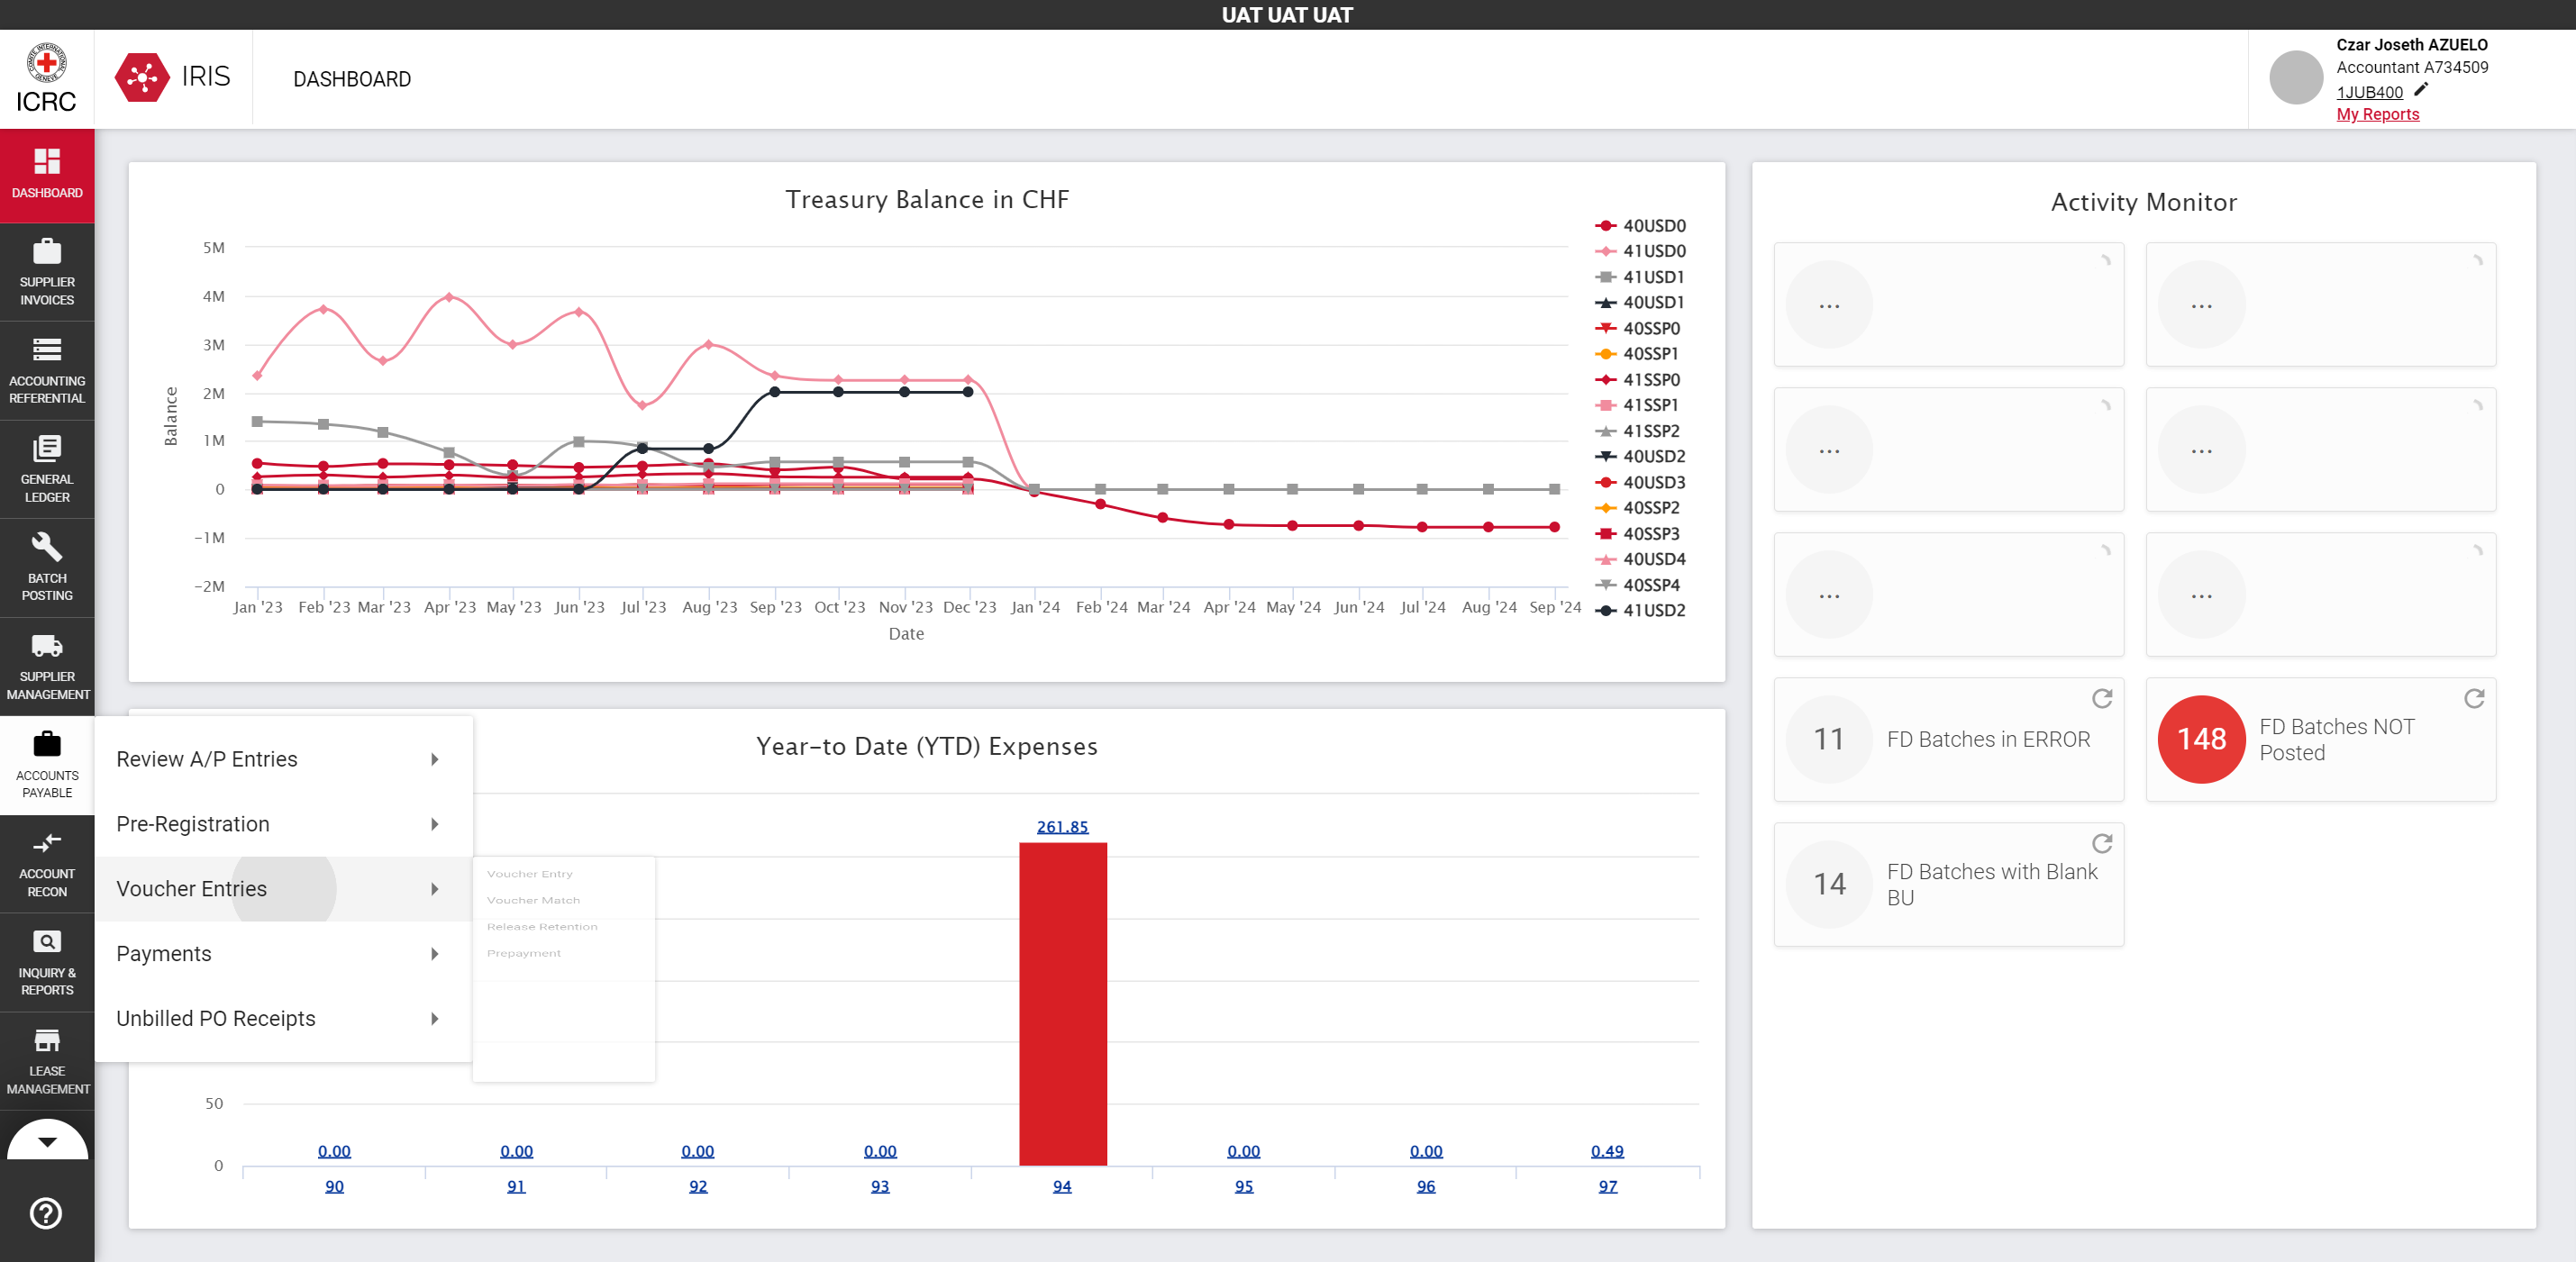 UAT UAT UAT
COMITÉ INTERNATIONAL GENÈVE
ICRC
IRIS
DASHBOARD
Czar Joseth AZUELO
Accountant A734509
1JUB400
My Reports
DASHBOARD
SUPPLIER
INVOICES
ACCOUNTING
REFERENTIAL
GENERAL
LEDGER
BATCH
POSTING
SUPPLIER
MANAGEMENT
ACCOUNTS
PAYABLE
ACCOUNT
RECON
INQUIRY &
REPORTS
LEASE
MANAGEMENT
Treasury Balance in CHF
5M
4M
3M
2M
1M
0
-1M
-2M
Balance
Jan '23 Feb '23 Mar '23 Apr '23 May '23 Jun '23 Jul '23 Aug '23 Sep '23 Oct '23 Nov '23 Dec '23 Jan '24 Feb '24 Mar '24 Apr '24 May '24 Jun '24 Jul '24 Aug '24 Sep '24
Date
40USD0
41USD0
41USD1
40USD1
40SSP0
40SSP1
41SSP0
41SSP1
41SSP2
40USD2
40USD3
40SSP2
40SSP3
40USD4
40SSP4
41USD2
Review A/P Entries
Pre-Registration
Voucher Entries
Payments
Unbilled PO Receipts
Voucher Entry
Voucher Match
Release Retention
Prepayment
Year-to Date (YTD) Expenses
50
0
0.00 0.00 0.00 0.00 261.85 0.00 0.00 0.49
90 91 92 93 94 95 96 97
Activity Monitor
... ...
... ...
... ...
11 FD Batches in ERROR
148 FD Batches NOT
Posted
14 FD Batches with Blank
BU